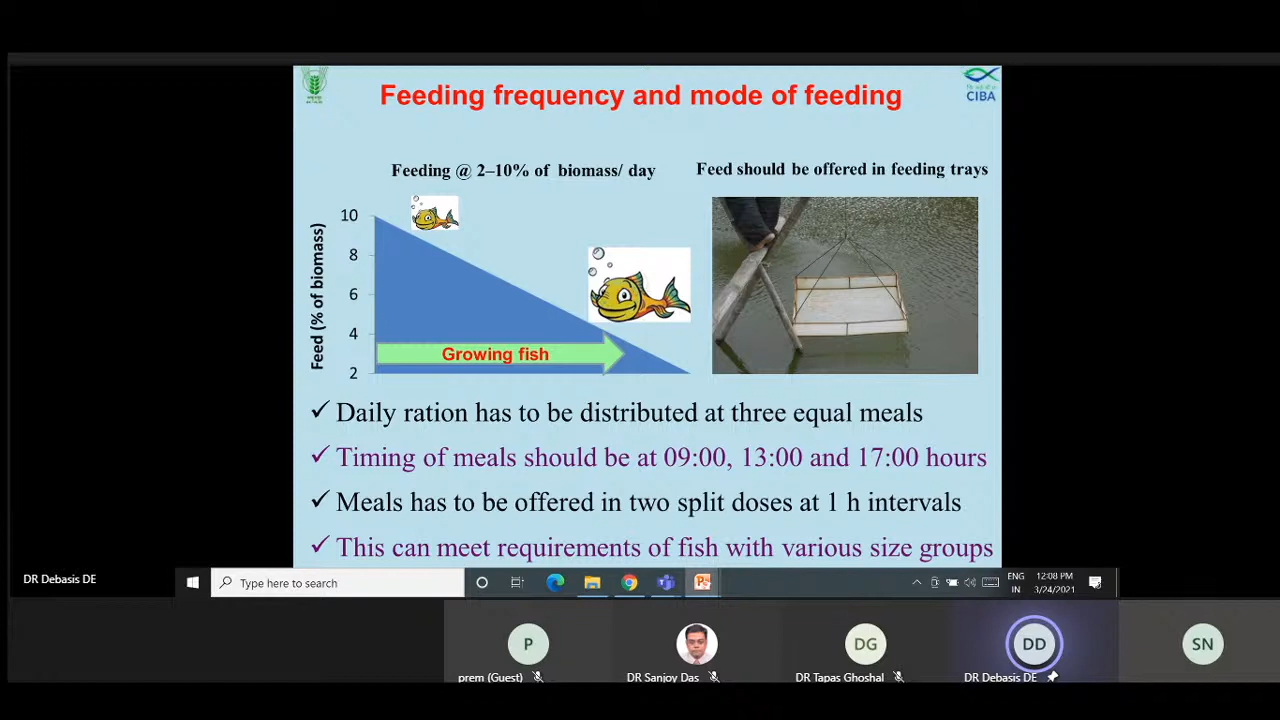 Feeding frequency and mode of feeding
CIBA
Feeding @ 2–10% of biomass/ day
Feed should be offered in feeding trays
Feed (% of biomass)
10
8
6
4
2
Growing fish
✓ Daily ration has to be distributed at three equal meals
✓ Timing of meals should be at 09:00, 13:00 and 17:00 hours
✓ Meals has to be offered in two split doses at 1 h intervals
✓ This can meet requirements of fish with various size groups
DR Debasis DE
Type here to search
ENG
IN
12:08 PM
3/24/2021
P
DG
DD
SN
prem (Guest)
DR Sanjoy Das
DR Tapas Ghoshal
DR Debasis DE